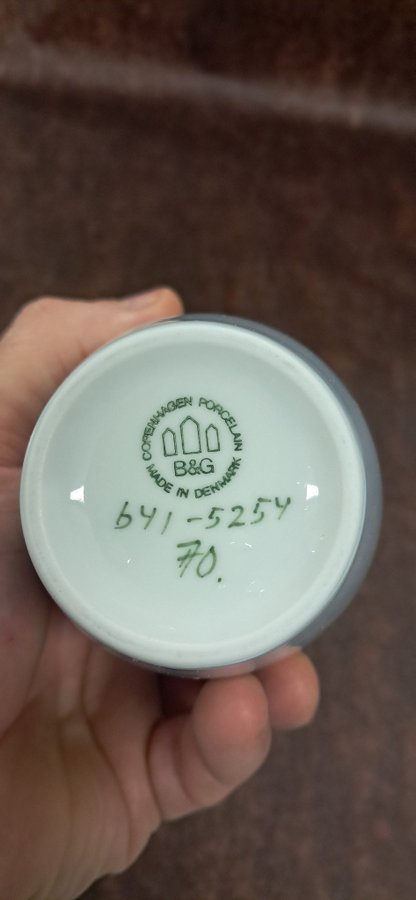 COPENHAGEN PORCELAIN
B&G
MADE IN DENMARK
641-5254
70.